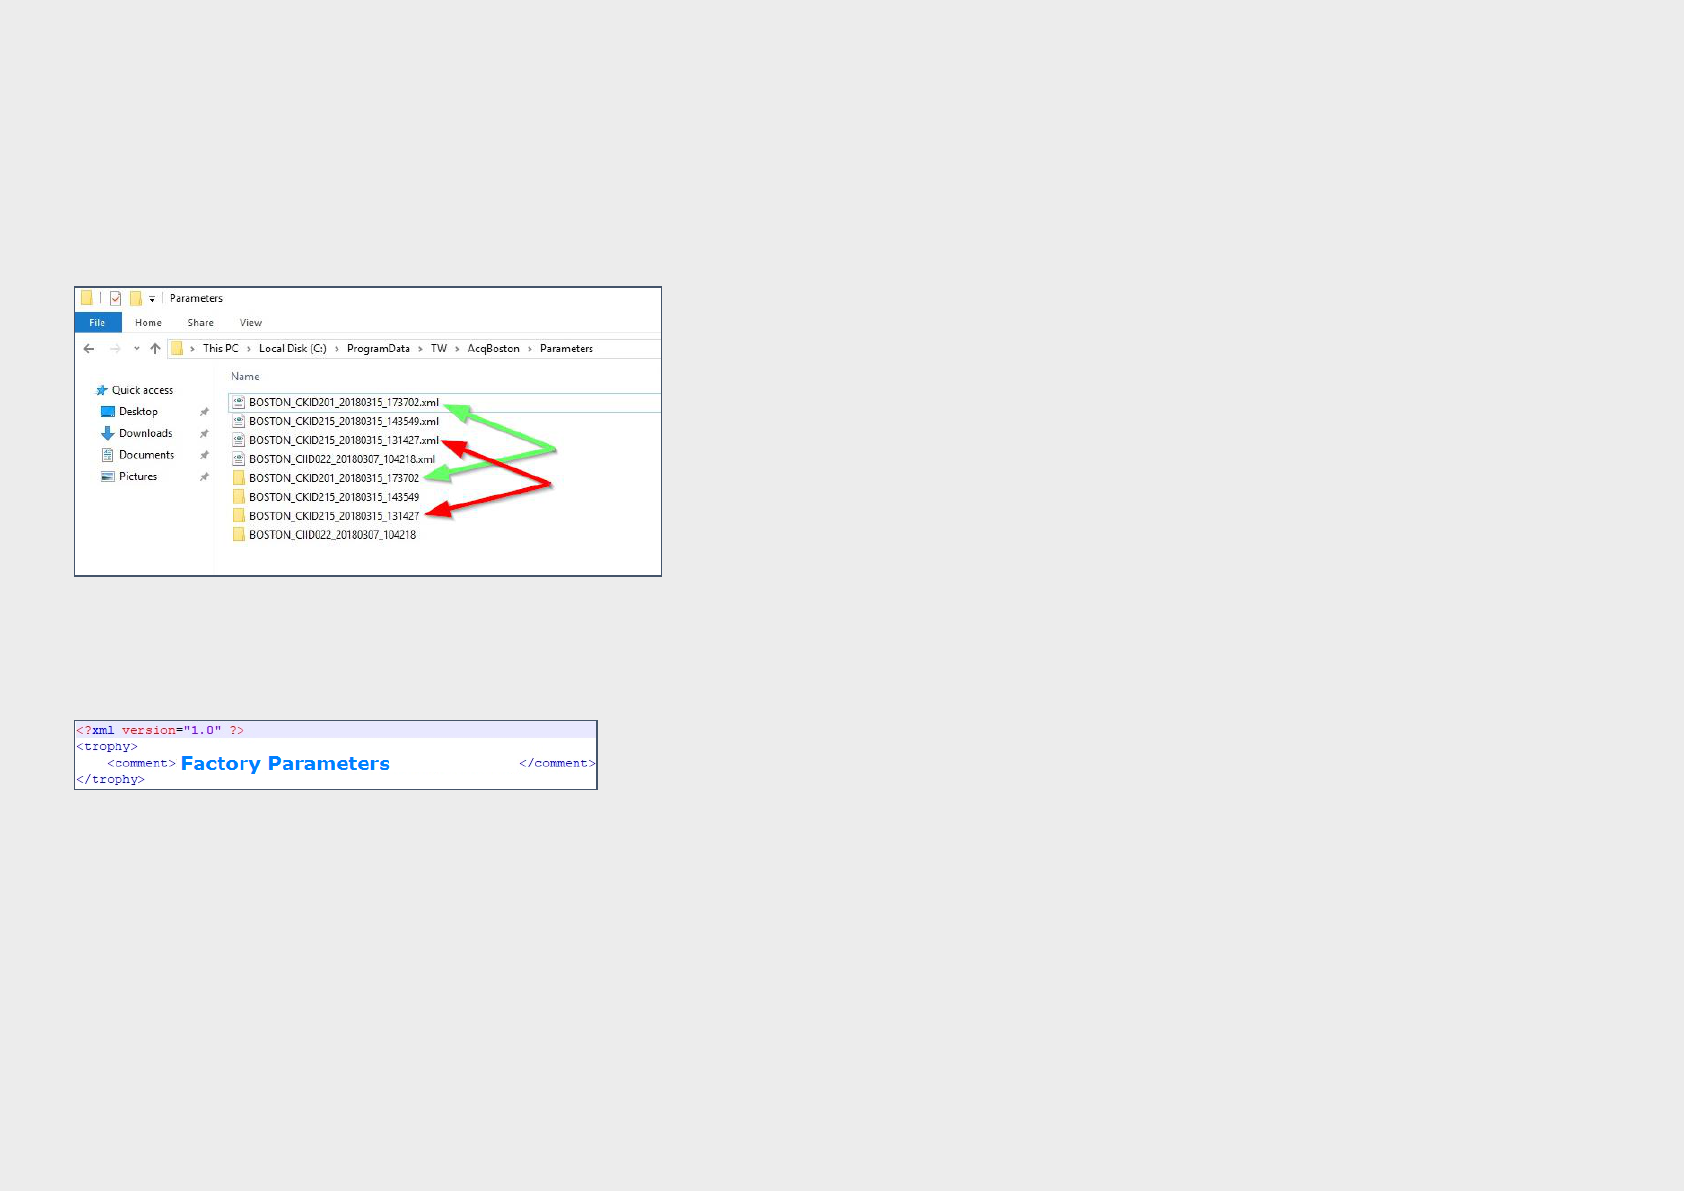 Parameters
File Home Share View
This PC > Local Disk (C:) > ProgramData > TW > AcqBoston > Parameters
Name
Quick access
Desktop
Downloads
Documents
Pictures
BOSTON_CKID201_20180315_173702.xml
BOSTON_CKID215_20180315_143549.xml
BOSTON_CKID215_20180315_131427.xml
BOSTON_CIID022_20180307_104218.xml
BOSTON_CKID201_20180315_173702
BOSTON_CKID215_20180315_143549
BOSTON_CKID215_20180315_131427
BOSTON_CIID022_20180307_104218
<?xml version="1.0" ?>
<trophy>
<comment> Factory Parameters </comment>
</trophy>